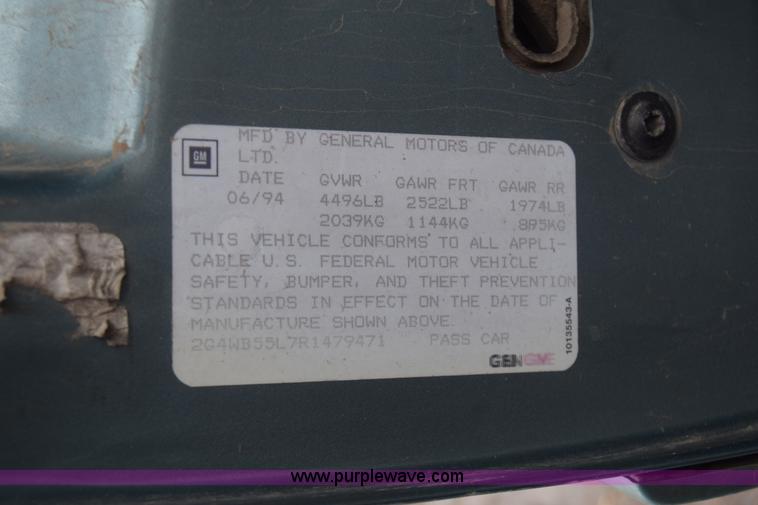 GM
MFD BY GENERAL MOTORS OF CANADA
LTD.
DATE GVWR GAWR FRT GAWR RR
06/94 4496LB 2522LB 1974LB
2039KG 1144KG 895KG
THIS VEHICLE CONFORMS TO ALL APPLI-
CABLE U.S. FEDERAL MOTOR VEHICLE
SAFETY, BUMPER, AND THEFT PREVENTION
STANDARDS IN EFFECT ON THE DATE OF
MANUFACTURE SHOWN ABOVE.
2G4WB55L7R1479471 PASS CAR
10135543-A
www.purplewave.com